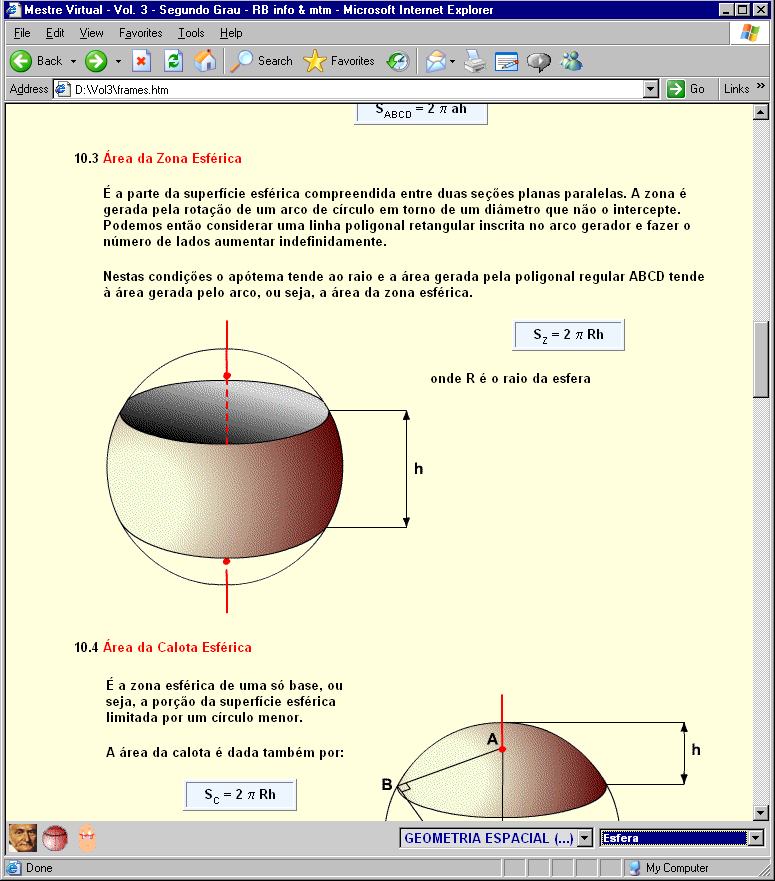 Mestre Virtual - Vol. 3 - Segundo Grau - RB info & mtm - Microsoft Internet Explorer
File Edit View Favorites Tools Help
Back Search Favorites
Address D:\Vol3\frames.htm Go Links »
S ABCD = 2 π ah
10.3 Área da Zona Esférica
É a parte da superfície esférica compreendida entre duas seções planas paralelas. A zona é
gerada pela rotação de um arco de círculo em torno de um diâmetro que não o intercepte.
Podemos então considerar uma linha poligonal retangular inscrita no arco gerador e fazer o
número de lados aumentar indefinidamente.
Nestas condições o apótema tende ao raio e a área gerada pela poligonal regular ABCD tende
à área gerada pelo arco, ou seja, a área da zona esférica.
S Z = 2 π Rh
onde R é o raio da esfera
h
10.4 Área da Calota Esférica
É a zona esférica de uma só base, ou
seja, a porção da superfície esférica
limitada por um círculo menor.
A área da calota é dada também por:
S C = 2 π Rh
A
h
B
GEOMETRIA ESPACIAL (...) Esfera
Done My Computer